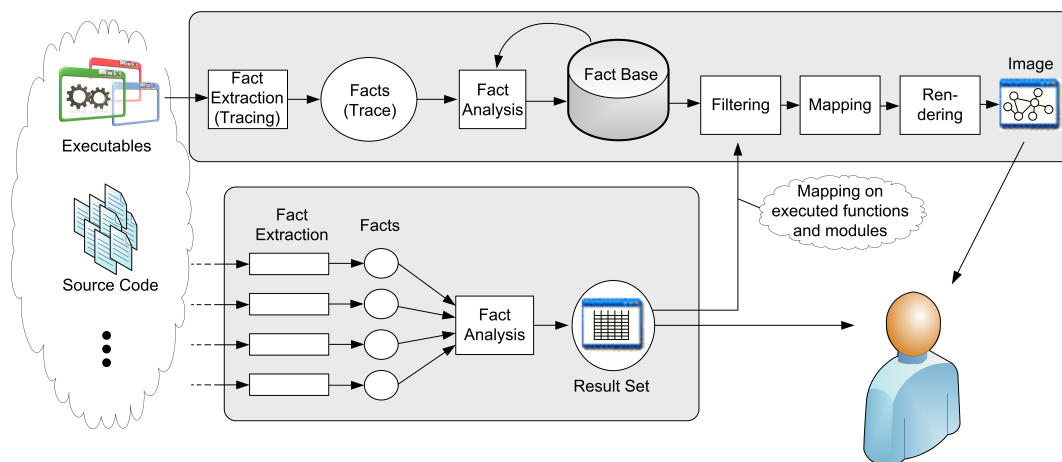 Executables
Source Code
Fact
Extraction
(Tracing)
Facts
(Trace)
Fact
Analysis
Fact Base
Filtering
Mapping
Ren-
dering
Image
Mapping on
executed functions
and modules
Fact
Extraction
Facts
Fact
Analysis
Result Set